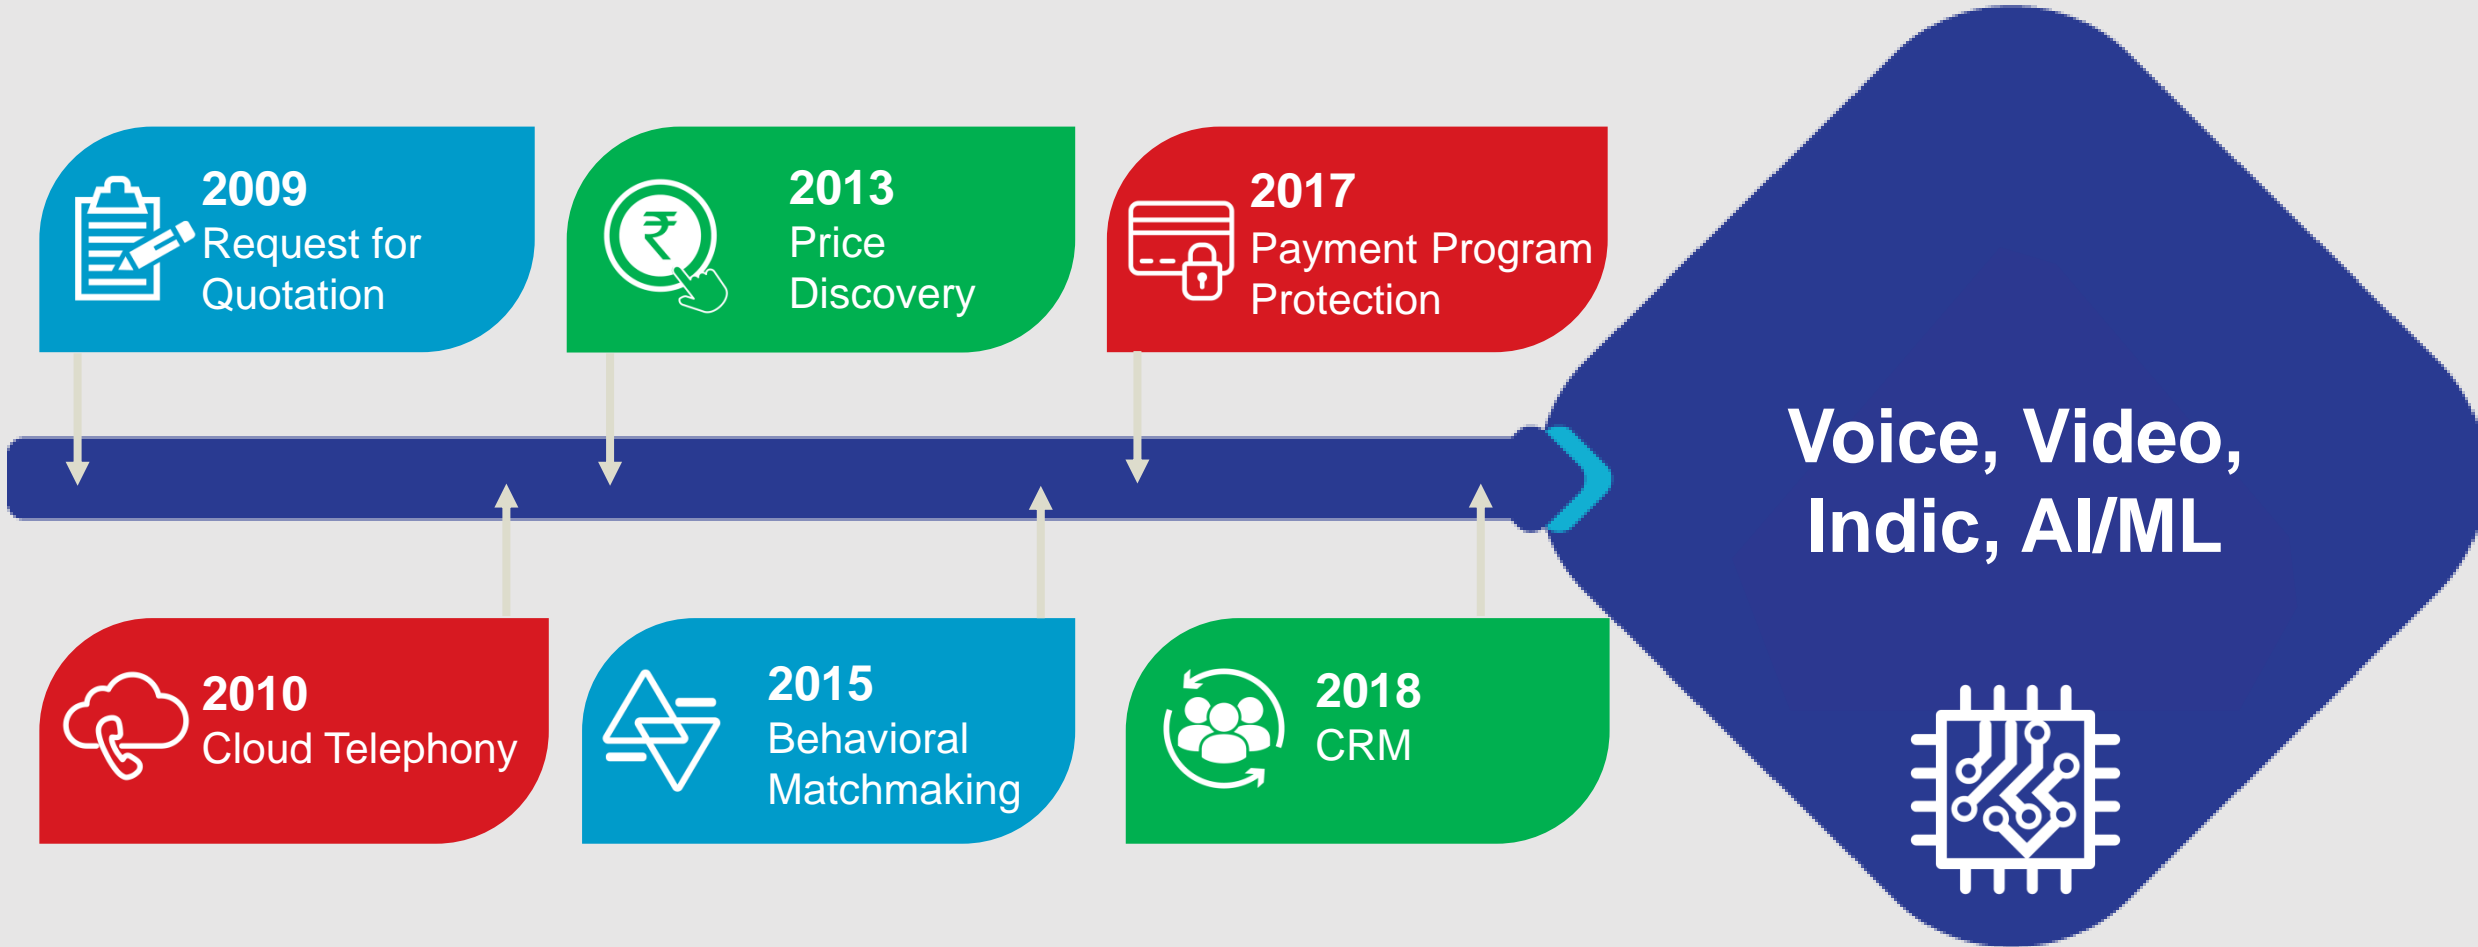 2009
Request for
Quotation
2013
Price
Discovery
2017
Payment Program
Protection
Voice, Video,
Indic, AI/ML
2010
Cloud Telephony
2015
Behavioral
Matchmaking
2018
CRM